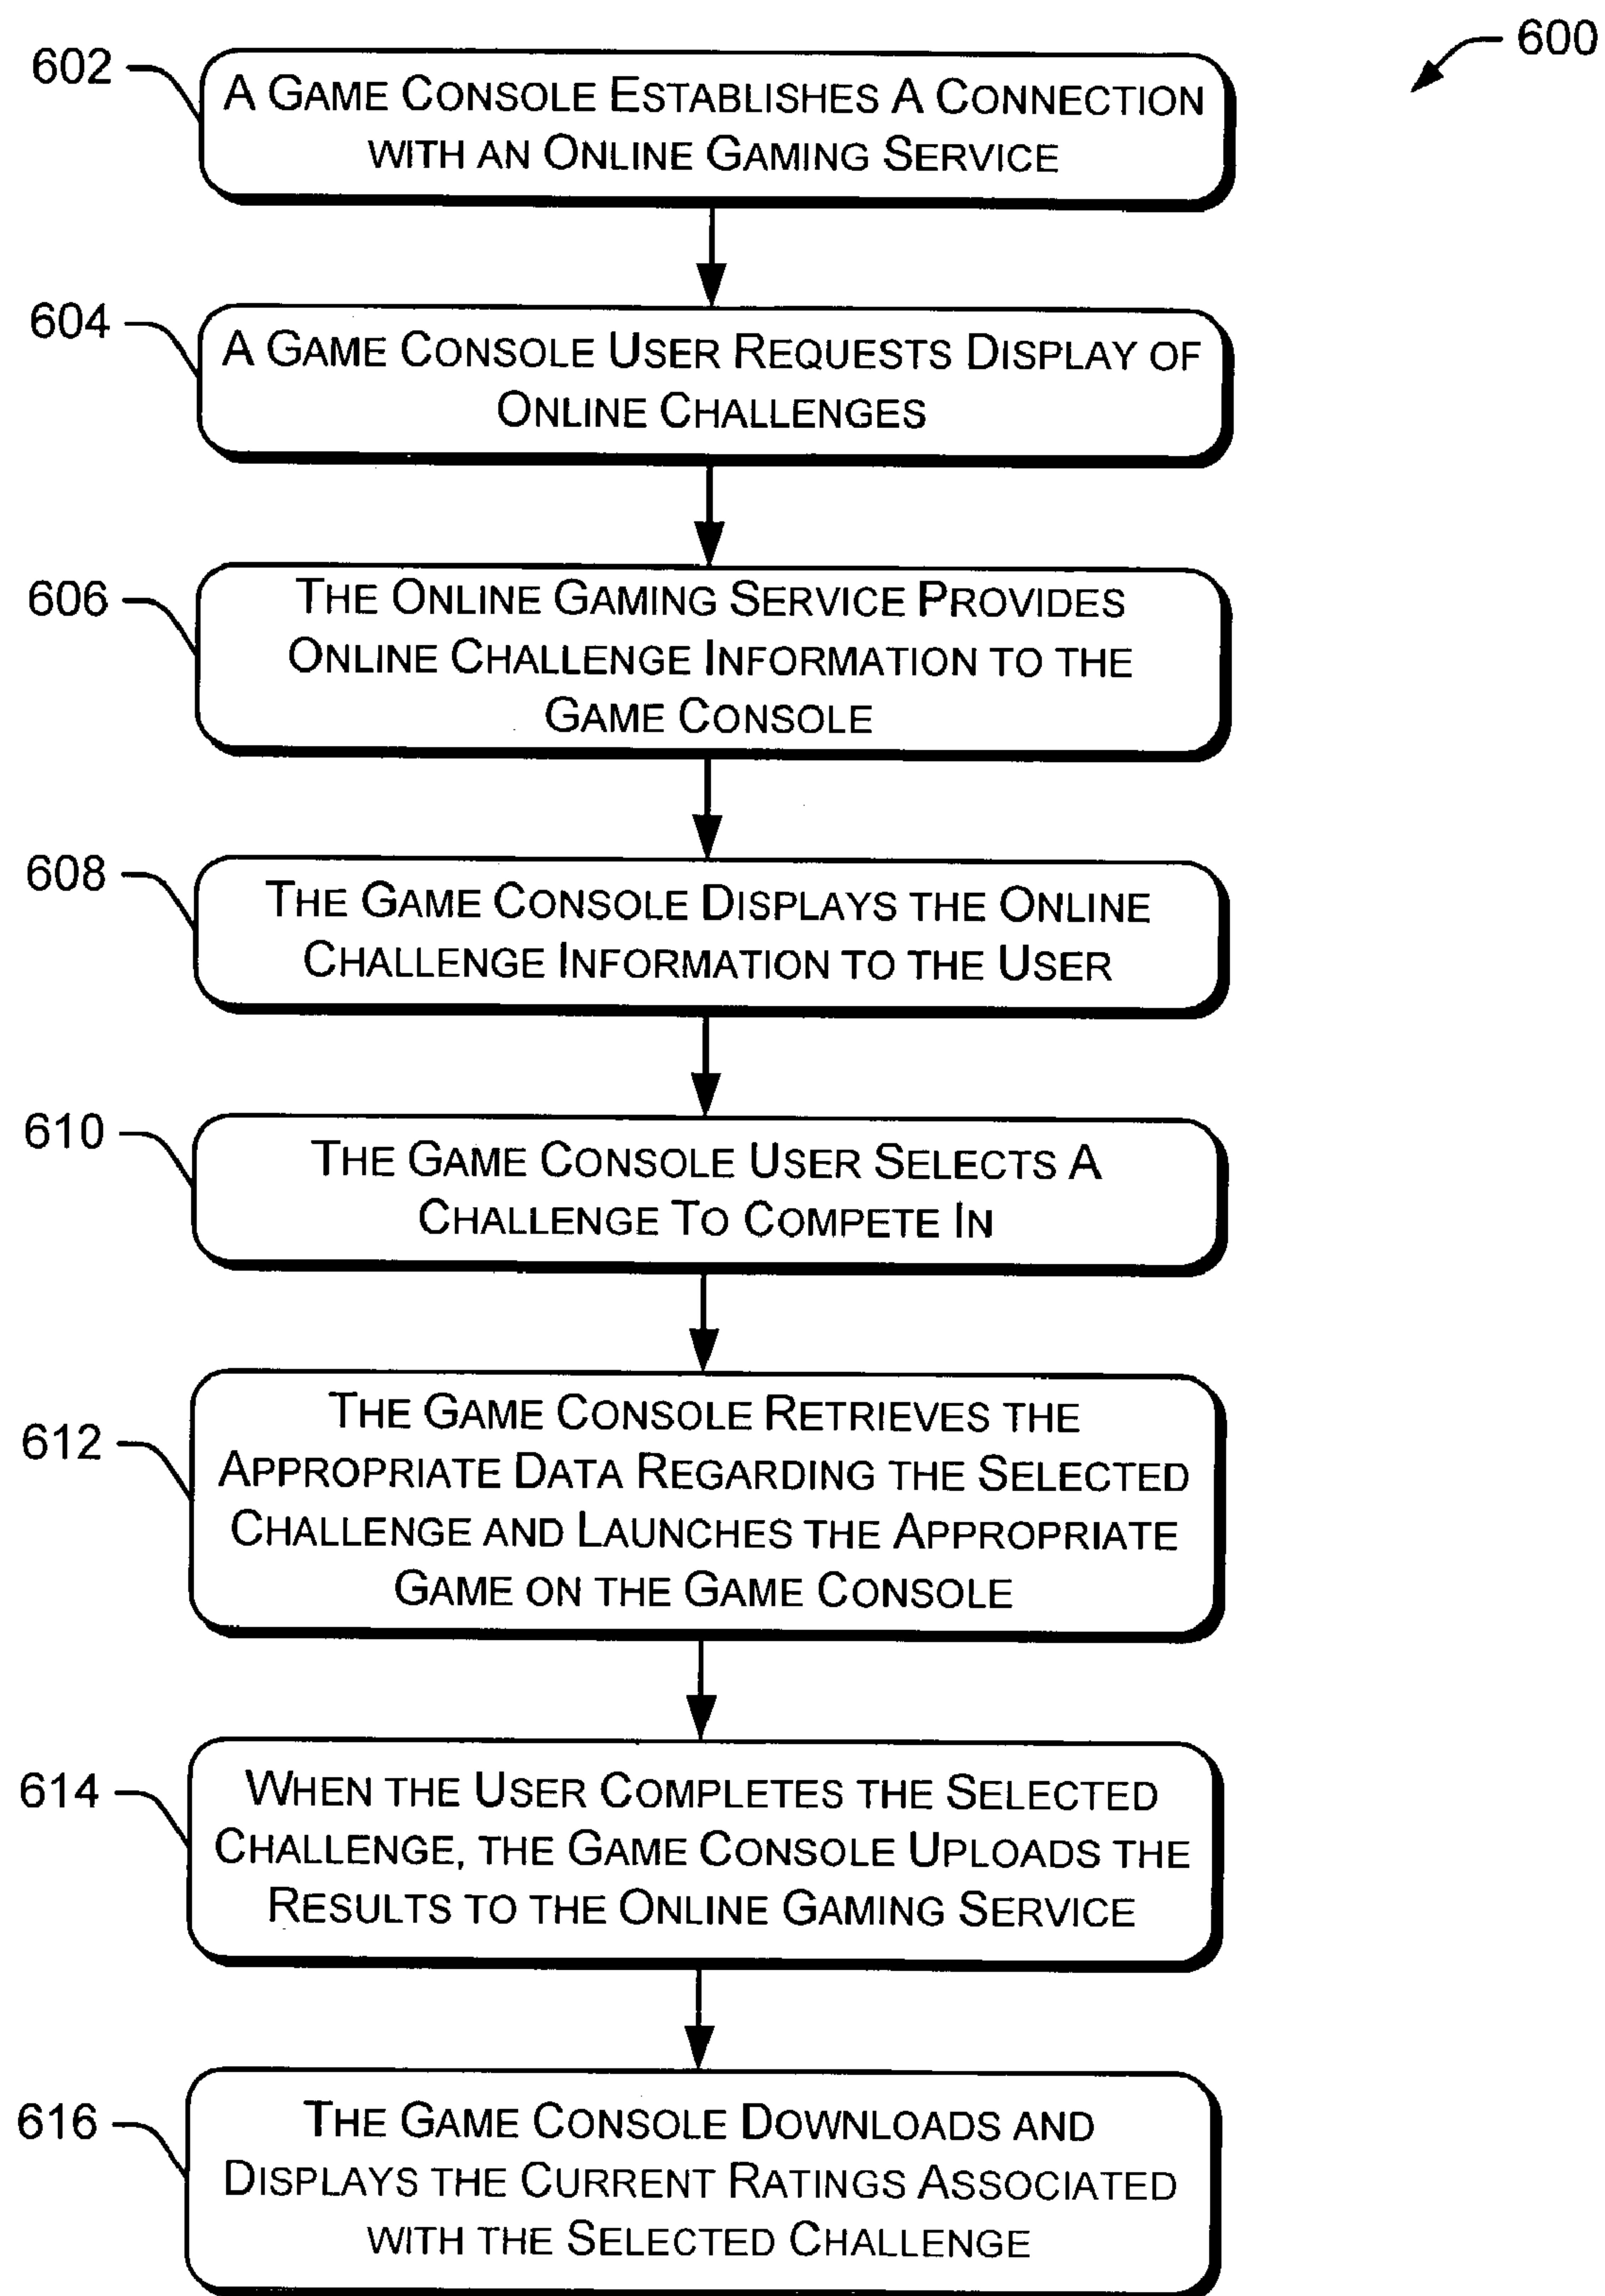 600
602
A GAME CONSOLE ESTABLISHES A CONNECTION
WITH AN ONLINE GAMING SERVICE
604
A GAME CONSOLE USER REQUESTS DISPLAY OF
ONLINE CHALLENGES
606
THE ONLINE GAMING SERVICE PROVIDES
ONLINE CHALLENGE INFORMATION TO THE
GAME CONSOLE
608
THE GAME CONSOLE DISPLAYS THE ONLINE
CHALLENGE INFORMATION TO THE USER
610
THE GAME CONSOLE USER SELECTS A
CHALLENGE TO COMPETE IN
612
THE GAME CONSOLE RETRIEVES THE
APPROPRIATE DATA REGARDING THE SELECTED
CHALLENGE AND LAUNCHES THE APPROPRIATE
GAME ON THE GAME CONSOLE
614
WHEN THE USER COMPLETES THE SELECTED
CHALLENGE, THE GAME CONSOLE UPLOADS THE
RESULTS TO THE ONLINE GAMING SERVICE
616
THE GAME CONSOLE DOWNLOADS AND
DISPLAYS THE CURRENT RATINGS ASSOCIATED
WITH THE SELECTED CHALLENGE